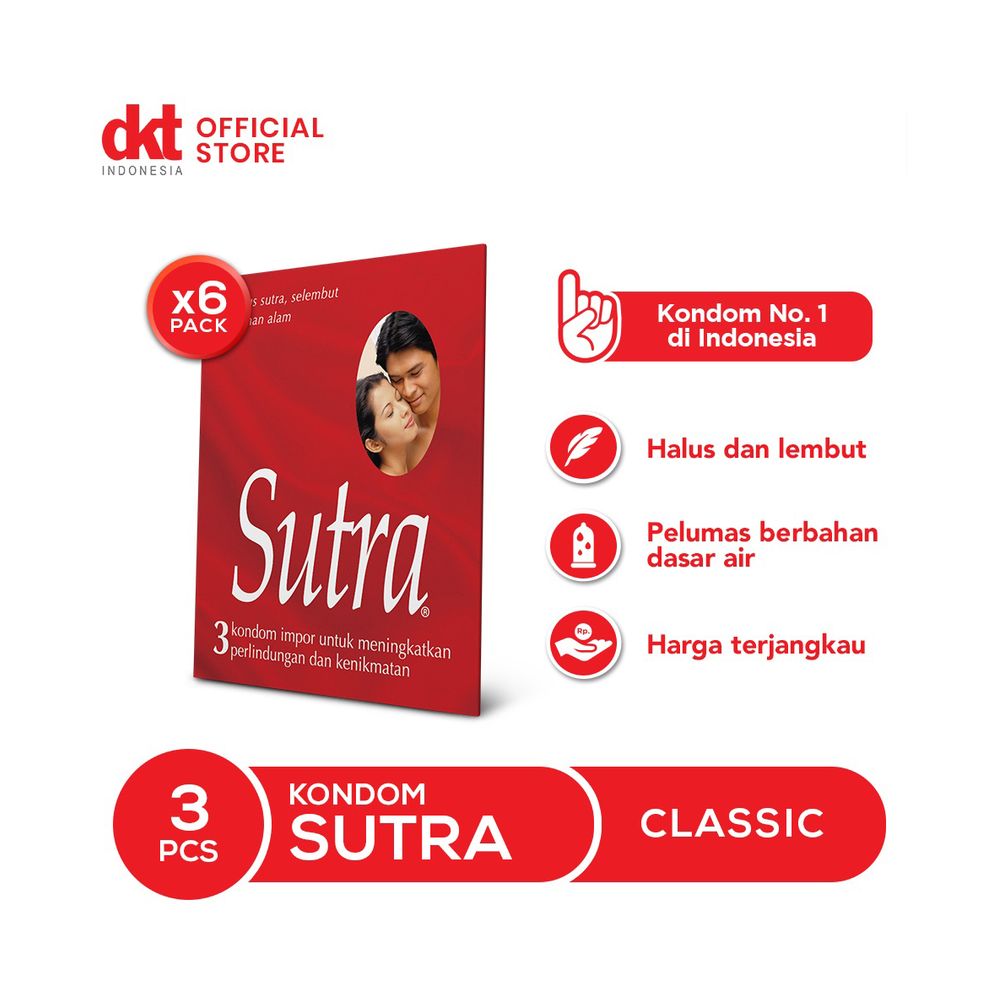 dkt
INDONESIA
OFFICIAL
STORE
x6
PACK
sutra, selembut
alam
Sutra®
3 kondom impor untuk meningkatkan
perlindungan dan kenikmatan
Kondom No. 1
di Indonesia
Halus dan lembut
Pelumas berbahan
dasar air
Rp.
Harga terjangkau
3
PCS
KONDOM
SUTRA
CLASSIC